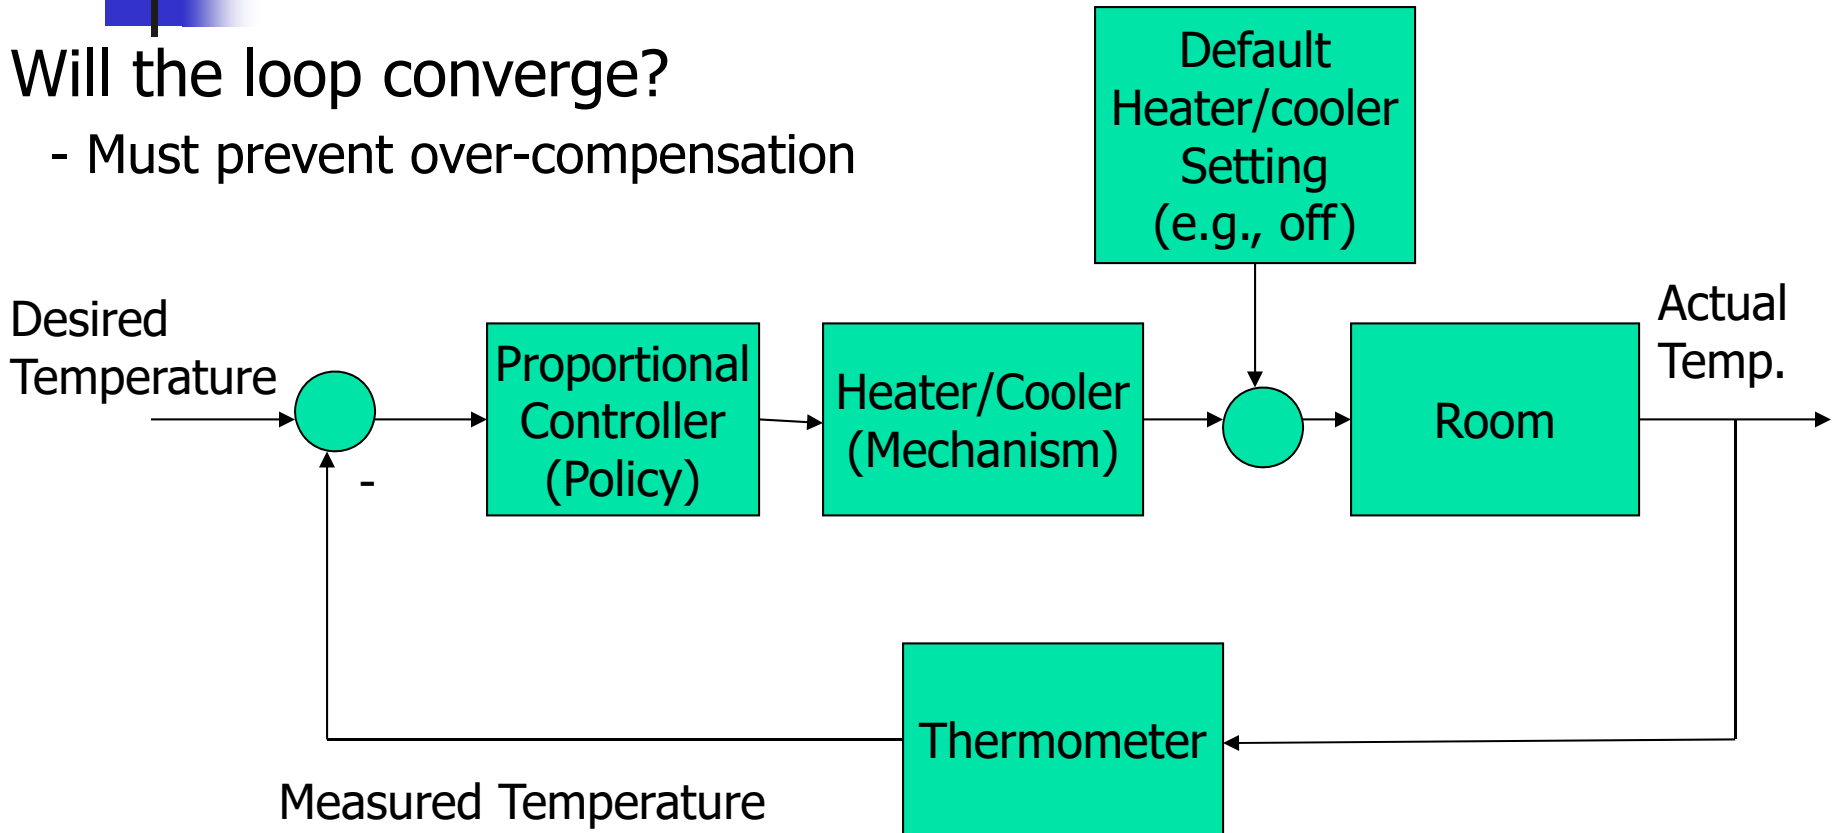 Will the loop converge?
- Must prevent over-compensation
Default
Heater/cooler
Setting
(e.g., off)
Desired
Temperature
-
Proportional
Controller
(Policy)
Heater/Cooler
(Mechanism)
Room
Actual
Temp.
Thermometer
Measured Temperature